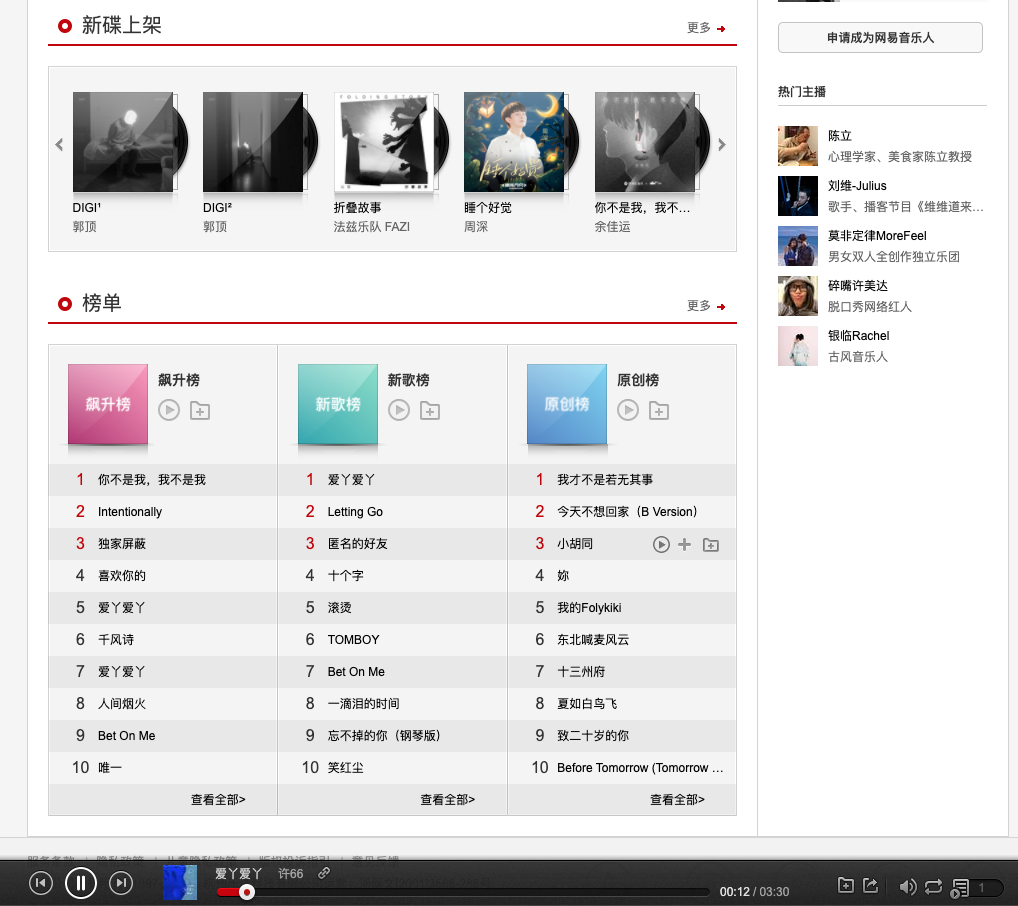 新碟上架
更多
DIGI¹
郭顶
DIGI²
郭顶
折叠故事
法兹乐队 FAZI
睡个好觉
周深
你不是我，我不…
余佳运
榜单
更多
飙升榜
飙升榜
1 你不是我，我不是我
2 Intentionally
3 独家屏蔽
4 喜欢你的
5 爱丫爱丫
6 千风诗
7 爱丫爱丫
8 人间烟火
9 Bet On Me
10 唯一
查看全部>
新歌榜
新歌榜
1 爱丫爱丫
2 Letting Go
3 匿名的好友
4 十个字
5 滚烫
6 TOMBOY
7 Bet On Me
8 一滴泪的时间
9 忘不掉的你（钢琴版）
10 笑红尘
查看全部>
原创榜
原创榜
1 我才不是若无其事
2 今天不想回家（B Version）
3 小胡同
4 妳
5 我的Folykiki
6 东北喊麦风云
7 十三州府
8 夏如白鸟飞
9 致二十岁的你
10 Before Tomorrow (Tomorrow …
查看全部>
申请成为网易音乐人
热门主播
陈立
心理学家、美食家陈立教授
刘维-Julius
歌手、播客节目《维维道来…
莫非定律MoreFeel
男女双人全创作独立乐团
碎嘴许美达
脱口秀网络红人
银临Rachel
古风音乐人
爱丫爱丫 许66
00:12 / 03:30
1